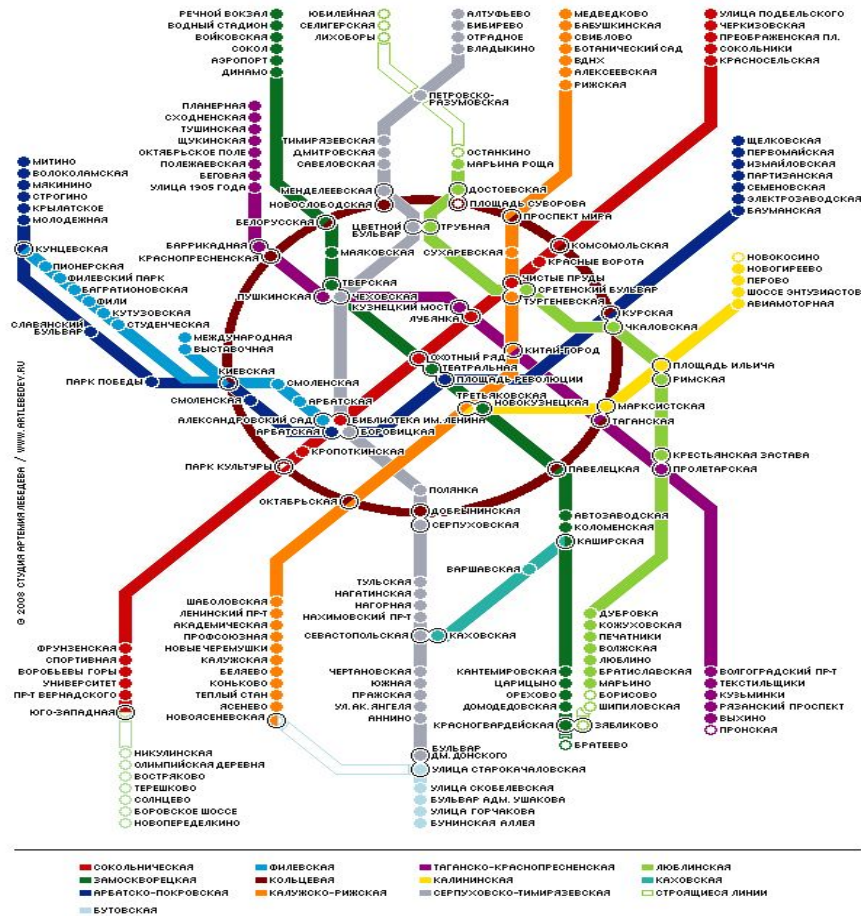 РЕЧНОЙ ВОКЗАЛ
ВОДНЫЙ СТАДИОН
ВОЙКОВСКАЯ
СОКОЛ
АЭРОПОРТ
ДИНАМО
ЮБИЛЕЙНАЯ
СЕЛИГЕРСКАЯ
ЛИХОБОРЫ
АЛТУФЬЕВО
БИБИРЕВО
ОТРАДНОЕ
ВЛАДЫКИНО
МЕДВЕДКОВО
БАБУШКИНСКАЯ
СВИБЛОВО
БОТАНИЧЕСКИЙ САД
ВДНХ
АЛЕКСЕЕВСКАЯ
РИЖСКАЯ
УЛИЦА ПОДБЕЛЬСКОГО
ЧЕРКИЗОВСКАЯ
ПРЕОБРАЖЕНСКАЯ ПЛ.
СОКОЛЬНИКИ
КРАСНОСЕЛЬСКАЯ
ПЕТРОВСКО-
РАЗУМОВСКАЯ
ПЛАНЕРНАЯ
СХОДНЕНСКАЯ
ТУШИНСКАЯ
ЩУКИНСКАЯ
ОКТЯБРЬСКОЕ ПОЛЕ
ПОЛЕЖАЕВСКАЯ
БЕГОВАЯ
УЛИЦА 1905 ГОДА
ТИМИРЯЗЕВСКАЯ
ДМИТРОВСКАЯ
САВЕЛОВСКАЯ
ОСТАНКИНО
МАРЬИНА РОЩА
ЩЕЛКОВСКАЯ
ПЕРВОМАЙСКАЯ
ИЗМАЙЛОВСКАЯ
ПАРТИЗАНСКАЯ
СЕМЕНОВСКАЯ
ЭЛЕКТРОЗАВОДСКАЯ
БАУМАНСКАЯ
МИТИНО
ВОЛОКОЛАМСКАЯ
МЯКИНИНО
СТРОГИНО
КРЫЛАТСКОЕ
МОЛОДЕЖНАЯ
МЕНДЕЛЕЕВСКАЯ
НОВОСЛОБОДСКАЯ
ДОСТОЕВСКАЯ
ПЛОЩАДЬ СУВОРОВА
ПРОСПЕКТ МИРА
БЕЛОРУССКАЯ
ЦВЕТНОЙ
БУЛЬВАР
ТРУБНАЯ
КУНЦЕВСКАЯ
БАРРИКАДНАЯ
КРАСНОПРЕСНЕНСКАЯ
МАЯКОВСКАЯ
СУХАРЕВСКАЯ
КОМСОМОЛЬСКАЯ
КРАСНЫЕ ВОРОТА
НОВОКОСИНО
НОВОГИРЕЕВО
ПЕРОВО
ШОССЕ ЭНТУЗИАСТОВ
АВИАМОТОРНАЯ
ПИОНЕРСКАЯ
ФИЛЕВСКИЙ ПАРК
БАГРАТИОНОВСКАЯ
ФИЛИ
КУТУЗОВСКАЯ
СТУДЕНЧЕСКАЯ
ТВЕРСКАЯ
ЧИСТЫЕ ПРУДЫ
СРЕТЕНСКИЙ БУЛЬВАР
ТУРГЕНЕВСКАЯ
ПУШКИНСКАЯ
ЧЕХОВСКАЯ
КУЗНЕЦКИЙ МОСТ
ЛУБЯНКА
КУРСКАЯ
ЧКАЛОВСКАЯ
СЛАВЯНСКИЙ
БУЛЬВАР
МЕЖДУНАРОДНАЯ
ВЫСТАВОЧНАЯ
КИТАЙ-ГОРОД
ОХОТНЫЙ РЯД
ТЕАТРАЛЬНАЯ
ПЛОЩАДЬ РЕВОЛЮЦИИ
ПЛОЩАДЬ ИЛЬИЧА
РИМСКАЯ
ПАРК ПОБЕДЫ
КИЕВСКАЯ
СМОЛЕНСКАЯ
СМОЛЕНСКАЯ
АРБАТСКАЯ
ТРЕТЬЯКОВСКАЯ
НОВОКУЗНЕЦКАЯ
МАРКСИСТСКАЯ
ТАГАНСКАЯ
АЛЕКСАНДРОВСКИЙ САД
БИБЛИОТЕКА ИМ. ЛЕНИНА
АРБАТСКАЯ
БОРОВИЦКАЯ
КРОПОТКИНСКАЯ
ПАРК КУЛЬТУРЫ
ПАВЕЛЕЦКАЯ
КРЕСТЬЯНСКАЯ ЗАСТАВА
ПРОЛЕТАРСКАЯ
ОКТЯБРЬСКАЯ
ПОЛЯНКА
ДОБРЫНИНСКАЯ
СЕРПУХОВСКАЯ
АВТОЗАВОДСКАЯ
КОЛОМЕНСКАЯ
КАШИРСКАЯ
ВАРШАВСКАЯ
© 2008 СТУДИЯ АРТЕМИЯ ЛЕБЕДЕВА / WWW.ARTLEBEDEV.RU
ТУЛЬСКАЯ
НАГАТИНСКАЯ
НАГОРНАЯ
НАХИМОВСКИЙ ПР-Т
СЕВАСТОПОЛЬСКАЯ
КАХОВСКАЯ
ШАБОЛОВСКАЯ
ЛЕНИНСКИЙ ПР-Т
АКАДЕМИЧЕСКАЯ
ПРОФСОЮЗНАЯ
НОВЫЕ ЧЕРЕМУШКИ
КАЛУЖСКАЯ
БЕЛЯЕВО
КОНЬКОВО
ТЕПЛЫЙ СТАН
ЯСЕНЕВО
НОВОЯСЕНЕВСКАЯ
ФРУНЗЕНСКАЯ
СПОРТИВНАЯ
ВОРОБЬЕВЫ ГОРЫ
УНИВЕРСИТЕТ
ПР-Т ВЕРНАДСКОГО
ЮГО-ЗАПАДНАЯ
ЧЕРТАНОВСКАЯ
ЮЖНАЯ
ПРАЖСКАЯ
УЛ. АК. ЯНГЕЛЯ
АННИНО
БУЛЬВАР
ДМ. ДОНСКОГО
УЛИЦА СТАРОКАЧАЛОВСКАЯ
УЛИЦА СКОБЕЛЕВСКАЯ
БУЛЬВАР АДМ. УШАКОВА
УЛИЦА ГОРЧАКОВА
БУНИНСКАЯ АЛЛЕЯ
КАНТЕМИРОВСКАЯ
ЦАРИЦЫНО
ОРЕХОВО
ДОМОДЕДОВСКАЯ
КРАСНОГВАРДЕЙСКАЯ
БРАТЕЕВО
ДУБРОВКА
КОЖУХОВСКАЯ
ПЕЧАТНИКИ
ВОЛЖСКАЯ
ЛЮБЛИНО
БРАТИСЛАВСКАЯ
МАРЬИНО
БОРИСОВО
ШИПИЛОВСКАЯ
ЗЯБЛИКОВО
ВОЛГОГРАДСКИЙ ПР-Т
ТЕКСТИЛЬЩИКИ
КУЗЬМИНКИ
РЯЗАНСКИЙ ПРОСПЕКТ
ВЫХИНО
ПРОНСКАЯ
НИКУЛИНСКАЯ
ОЛИМПИЙСКАЯ ДЕРЕВНЯ
ВОСТРЯКОВО
ТЕРЕШКОВО
СОЛНЦЕВО
БОРОВСКОЕ ШОССЕ
НОВОПЕРЕДЕЛКИНО
СОКОЛЬНИЧЕСКАЯ
ЗАМОСКВОРЕЦКАЯ
АРБАТСКО-ПОКРОВСКАЯ
БУТОВСКАЯ
ФИЛЕВСКАЯ
КОЛЬЦЕВАЯ
КАЛУЖСКО-РИЖСКАЯ
ТАГАНСКО-КРАСНОПРЕСНЕНСКАЯ
КАЛИНИНСКАЯ
СЕРПУХОВСКО-ТИМИРЯЗЕВСКАЯ
ЛЮБЛИНСКАЯ
КАХОВСКАЯ
СТРОЯЩИЕСЯ ЛИНИИ